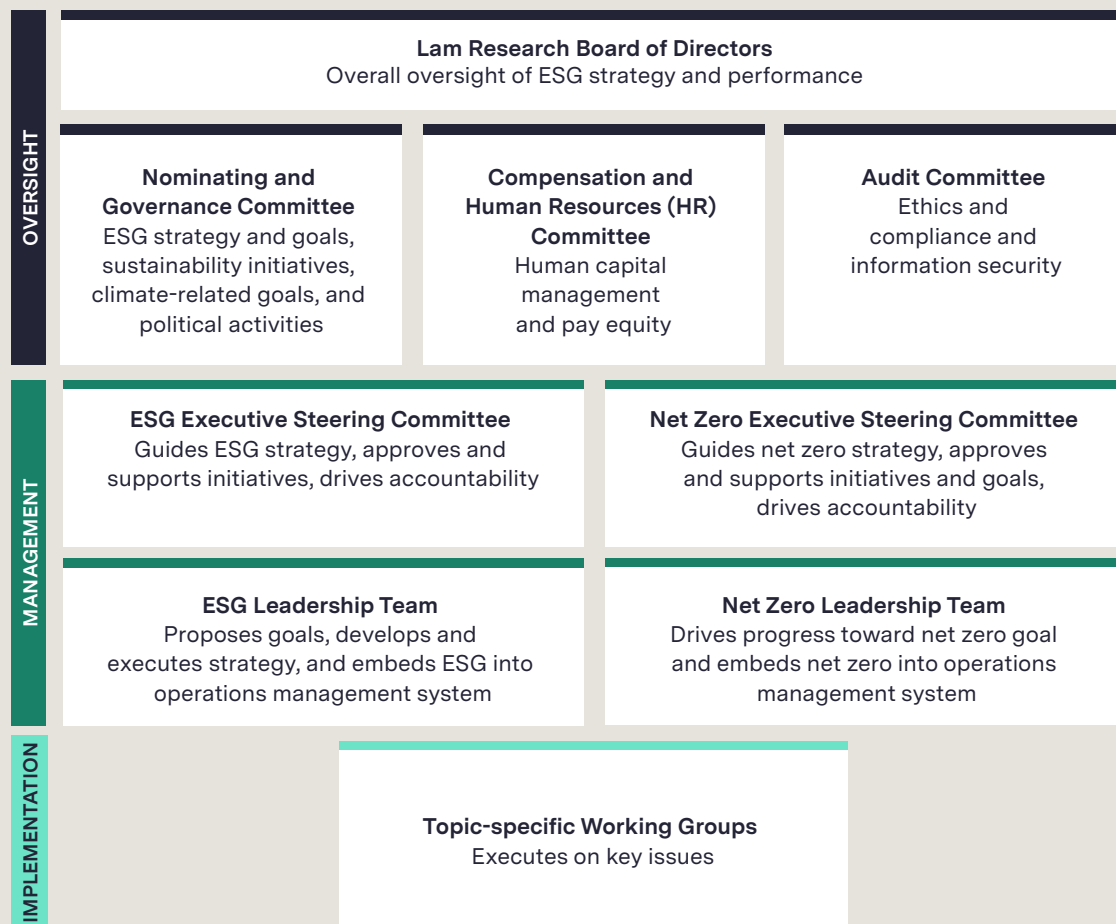 OVERSIGHT
Lam Research Board of Directors
Overall oversight of ESG strategy and performance
Nominating and
Governance Committee
ESG strategy and goals,
sustainability initiatives,
climate-related goals, and
political activities
Compensation and
Human Resources (HR)
Committee
Human capital
management
and pay equity
Audit Committee
Ethics and
compliance and
information security
MANAGEMENT
ESG Executive Steering Committee
Guides ESG strategy, approves and
supports initiatives, drives accountability
Net Zero Executive Steering Committee
Guides net zero strategy, approves
and supports initiatives and goals,
drives accountability
ESG Leadership Team
Proposes goals, develops and
executes strategy, and embeds ESG into
operations management system
Net Zero Leadership Team
Drives progress toward net zero goal
and embeds net zero into operations
management system
IMPLEMENTATION
Topic-specific Working Groups
Executes on key issues